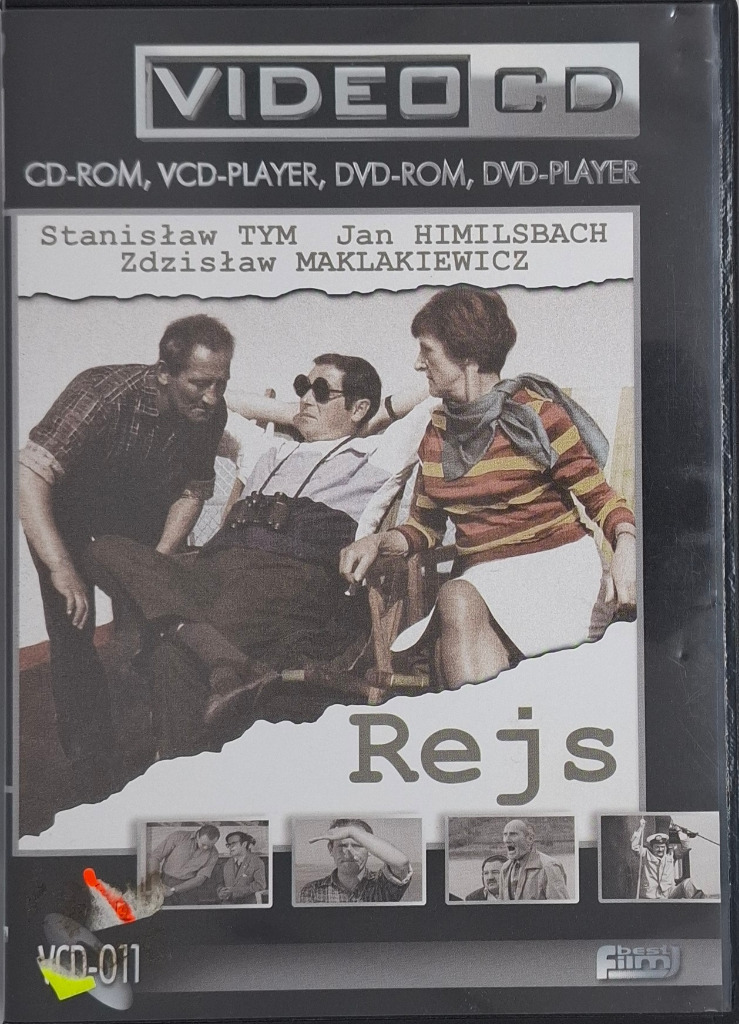 VIDEO CD
CD-ROM, VCD-PLAYER, DVD-ROM, DVD-PLAYER
Stanisław TYM Jan HIMILSBACH
Zdzisław MAKLAKIEWICZ
Rejs
VCD-011
best
film